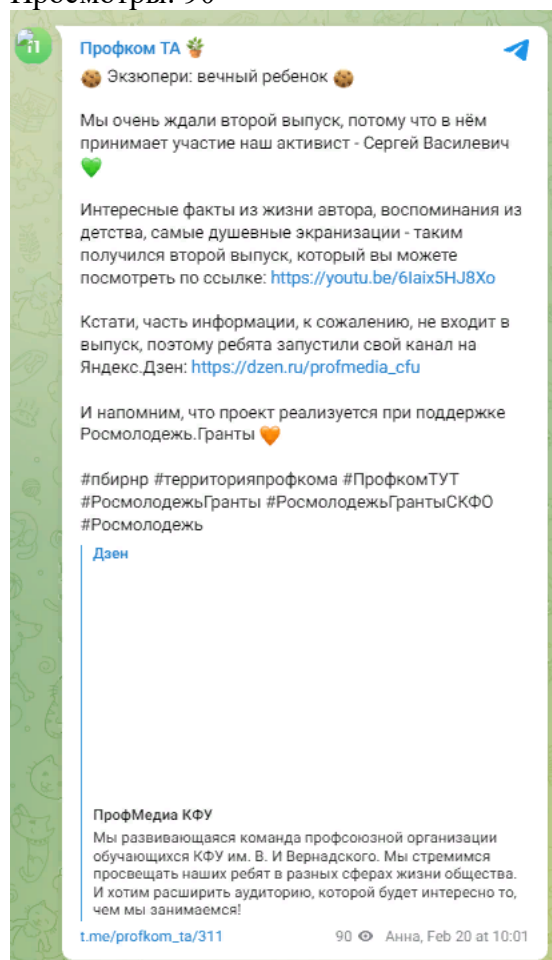 Просмотры: 90
Профком ТА 🪴
🍪 Экзюпери: вечный ребенок 🍪
Мы очень ждали второй выпуск, потому что в нём
принимает участие наш активист - Сергей Василевич
💚
Интересные факты из жизни автора, воспоминания из
детства, самые душевные экранизации - таким
получился второй выпуск, который вы можете
посмотреть по ссылке: https://youtu.be/6Iaix5HJ8Xo
Кстати, часть информации, к сожалению, не входит в
выпуск, поэтому ребята запустили свой канал на
Яндекс.Дзен: https://dzen.ru/profmedia_cfu
И напомним, что проект реализуется при поддержке
Росмолодежь.Гранты 🧡
#пбирнр #территорияпрофкома #ПрофкомТУТ
#РосмолодежьГранты #РосмолодежьГрантыСКФО
#Росмолодежь
Дзен
ПрофМедиа КФУ
Мы развивающаяся команда профсоюзной организации
обучающихся КФУ им. В. И Вернадского. Мы стремимся
просвещать наших ребят в разных сферах жизни общества.
И хотим расширить аудиторию, которой будет интересно то,
чем мы занимаемся!
t.me/profkom_ta/311 90 Анна, Feb 20 at 10:01